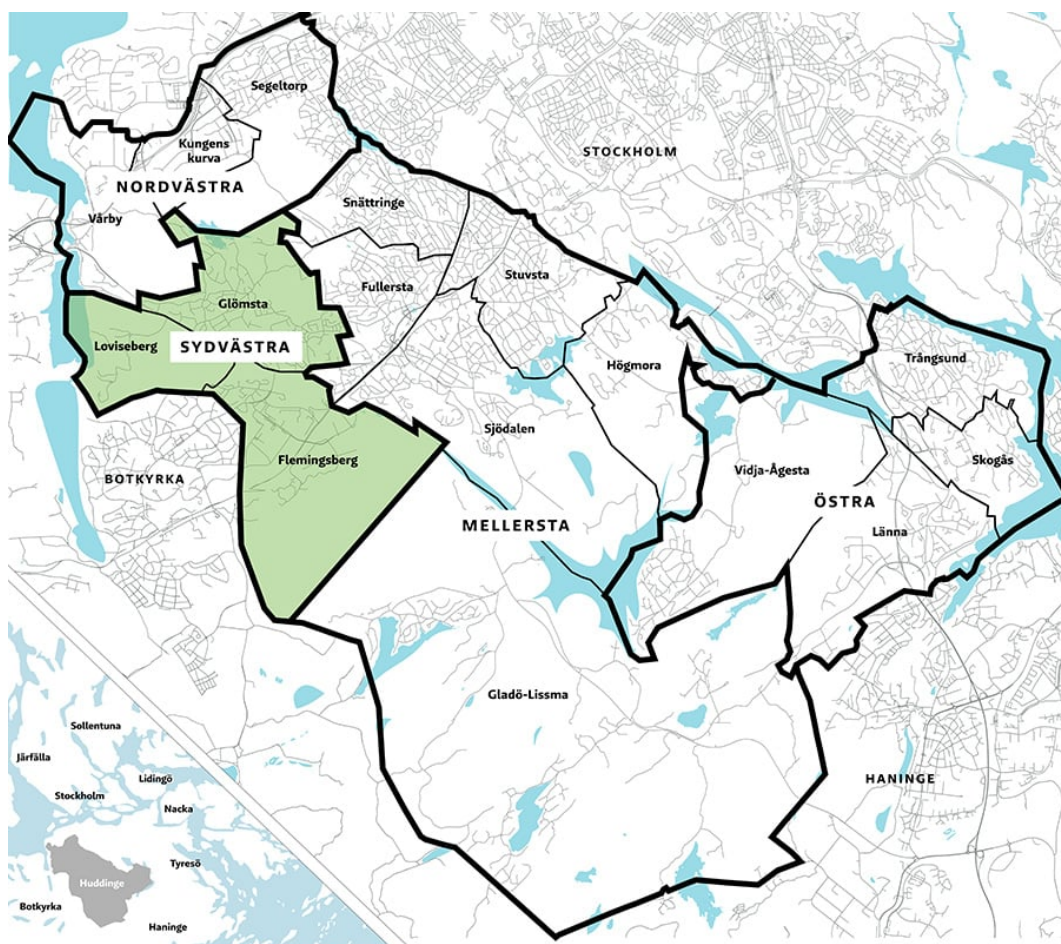 Segeltorp
Kungens
kurva
STOCKHOLM
NORDVÄSTRA
Snättringe
Vårby
Stuvsta
Fullersta
Glömsta
Loviseberg
SYDVÄSTRA
Trångsund
Högmora
Sjödalen
Flemingsberg
Skogås
Vidja-Ågesta
BOTKYRKA
ÖSTRA
MELLERSTA
Länna
Gladö-Lissma
HANINGE
Sollentuna
Järfälla
Lidingö
Stockholm
Nacka
Tyresö
Huddinge
Botkyrka
Haninge